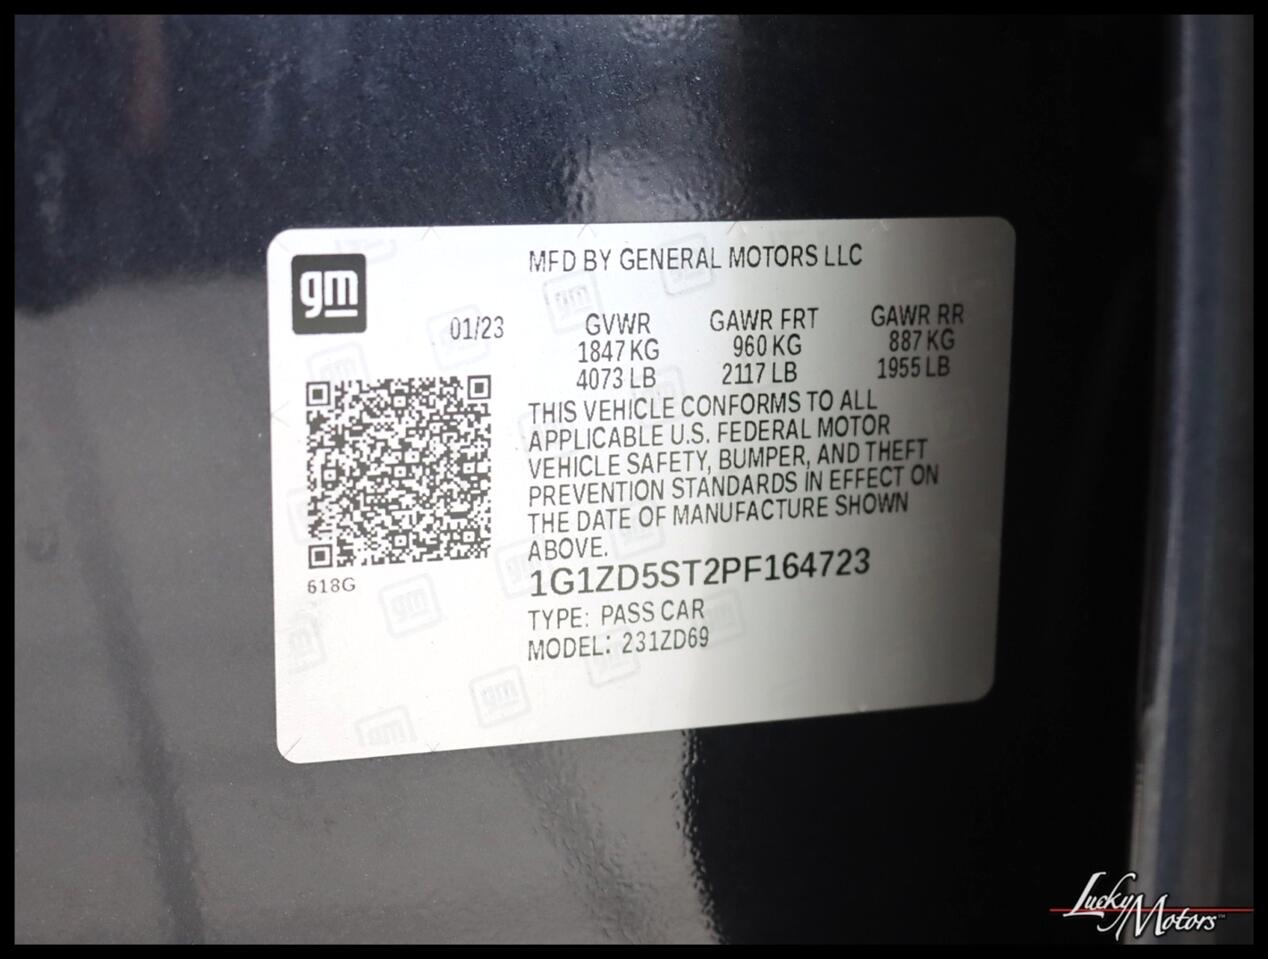 gm
MFD BY GENERAL MOTORS LLC
01/23
GVWR GAWR FRT GAWR RR
1847 KG 960 KG 887 KG
4073 LB 2117 LB 1955 LB
THIS VEHICLE CONFORMS TO ALL
APPLICABLE U.S. FEDERAL MOTOR
VEHICLE SAFETY, BUMPER, AND THEFT
PREVENTION STANDARDS IN EFFECT ON
THE DATE OF MANUFACTURE SHOWN
ABOVE.
618G
1G1ZD5ST2PF164723
TYPE: PASS CAR
MODEL: 231ZD69
Lucky Motors™